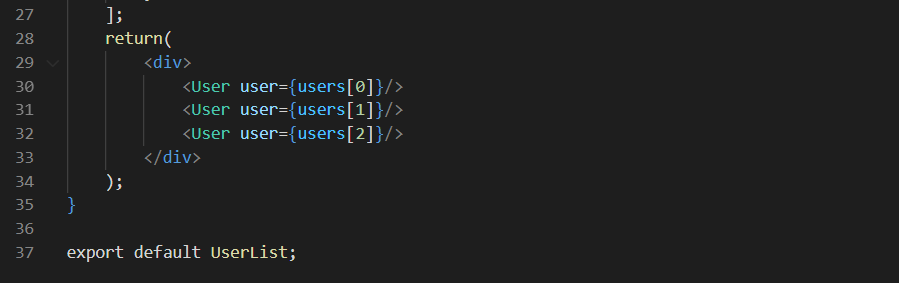 27 ];
28 return(
29 <div>
30 <User user={users[0]}/>
31 <User user={users[1]}/>
32 <User user={users[2]}/>
33 </div>
34 );
35 }
36
37 export default UserList;